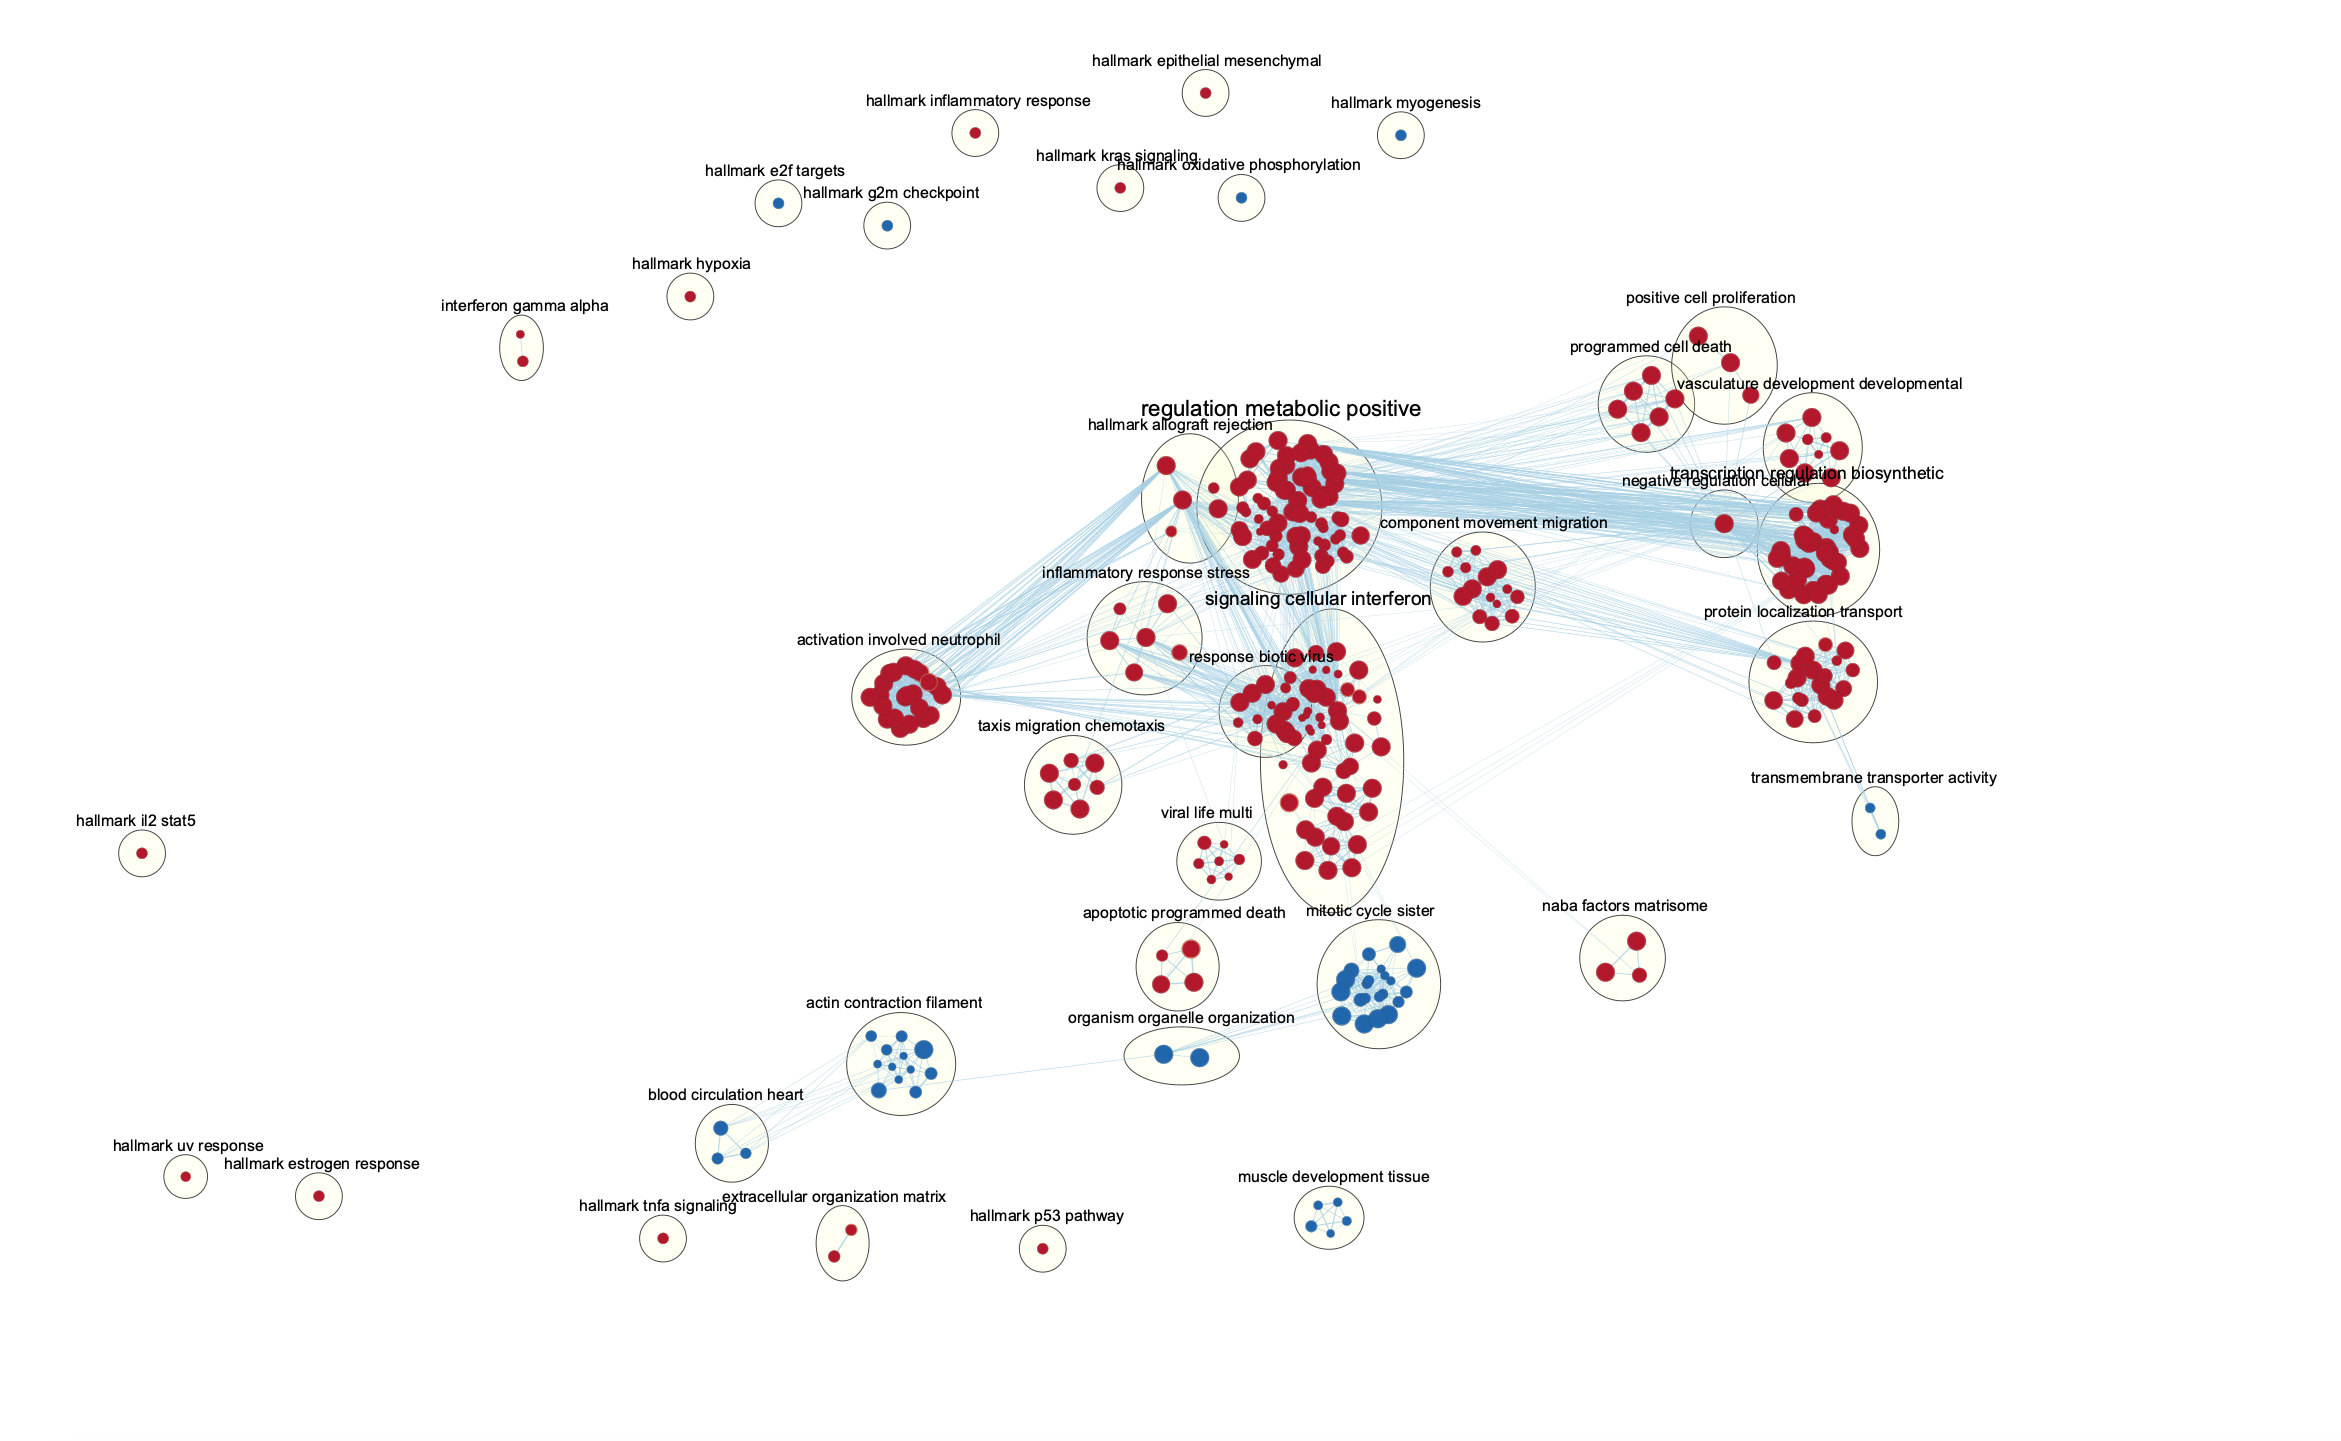 hallmark epithelial mesenchymal
hallmark inflammatory response
hallmark myogenesis
hallmark kras signaling
hallmark oxidative phosphorylation
hallmark e2f targets
hallmark g2m checkpoint
hallmark hypoxia
interferon gamma alpha
positive cell proliferation
programmed cell death
vasculature development developmental
regulation metabolic positive
hallmark allograft rejection
transcription regulation biosynthetic
negative regulation cellular
component movement migration
inflammatory response stress
signaling cellular interferon
protein localization transport
activation involved neutrophil
response biotic virus
taxis migration chemotaxis
transmembrane transporter activity
viral life multi
hallmark il2 stat5
naba factors matrisome
apoptotic programmed death
mitotic cycle sister
actin contraction filament
organism organelle organization
blood circulation heart
hallmark uv response
hallmark estrogen response
muscle development tissue
extracellular organization matrix
hallmark tnfa signaling
hallmark p53 pathway